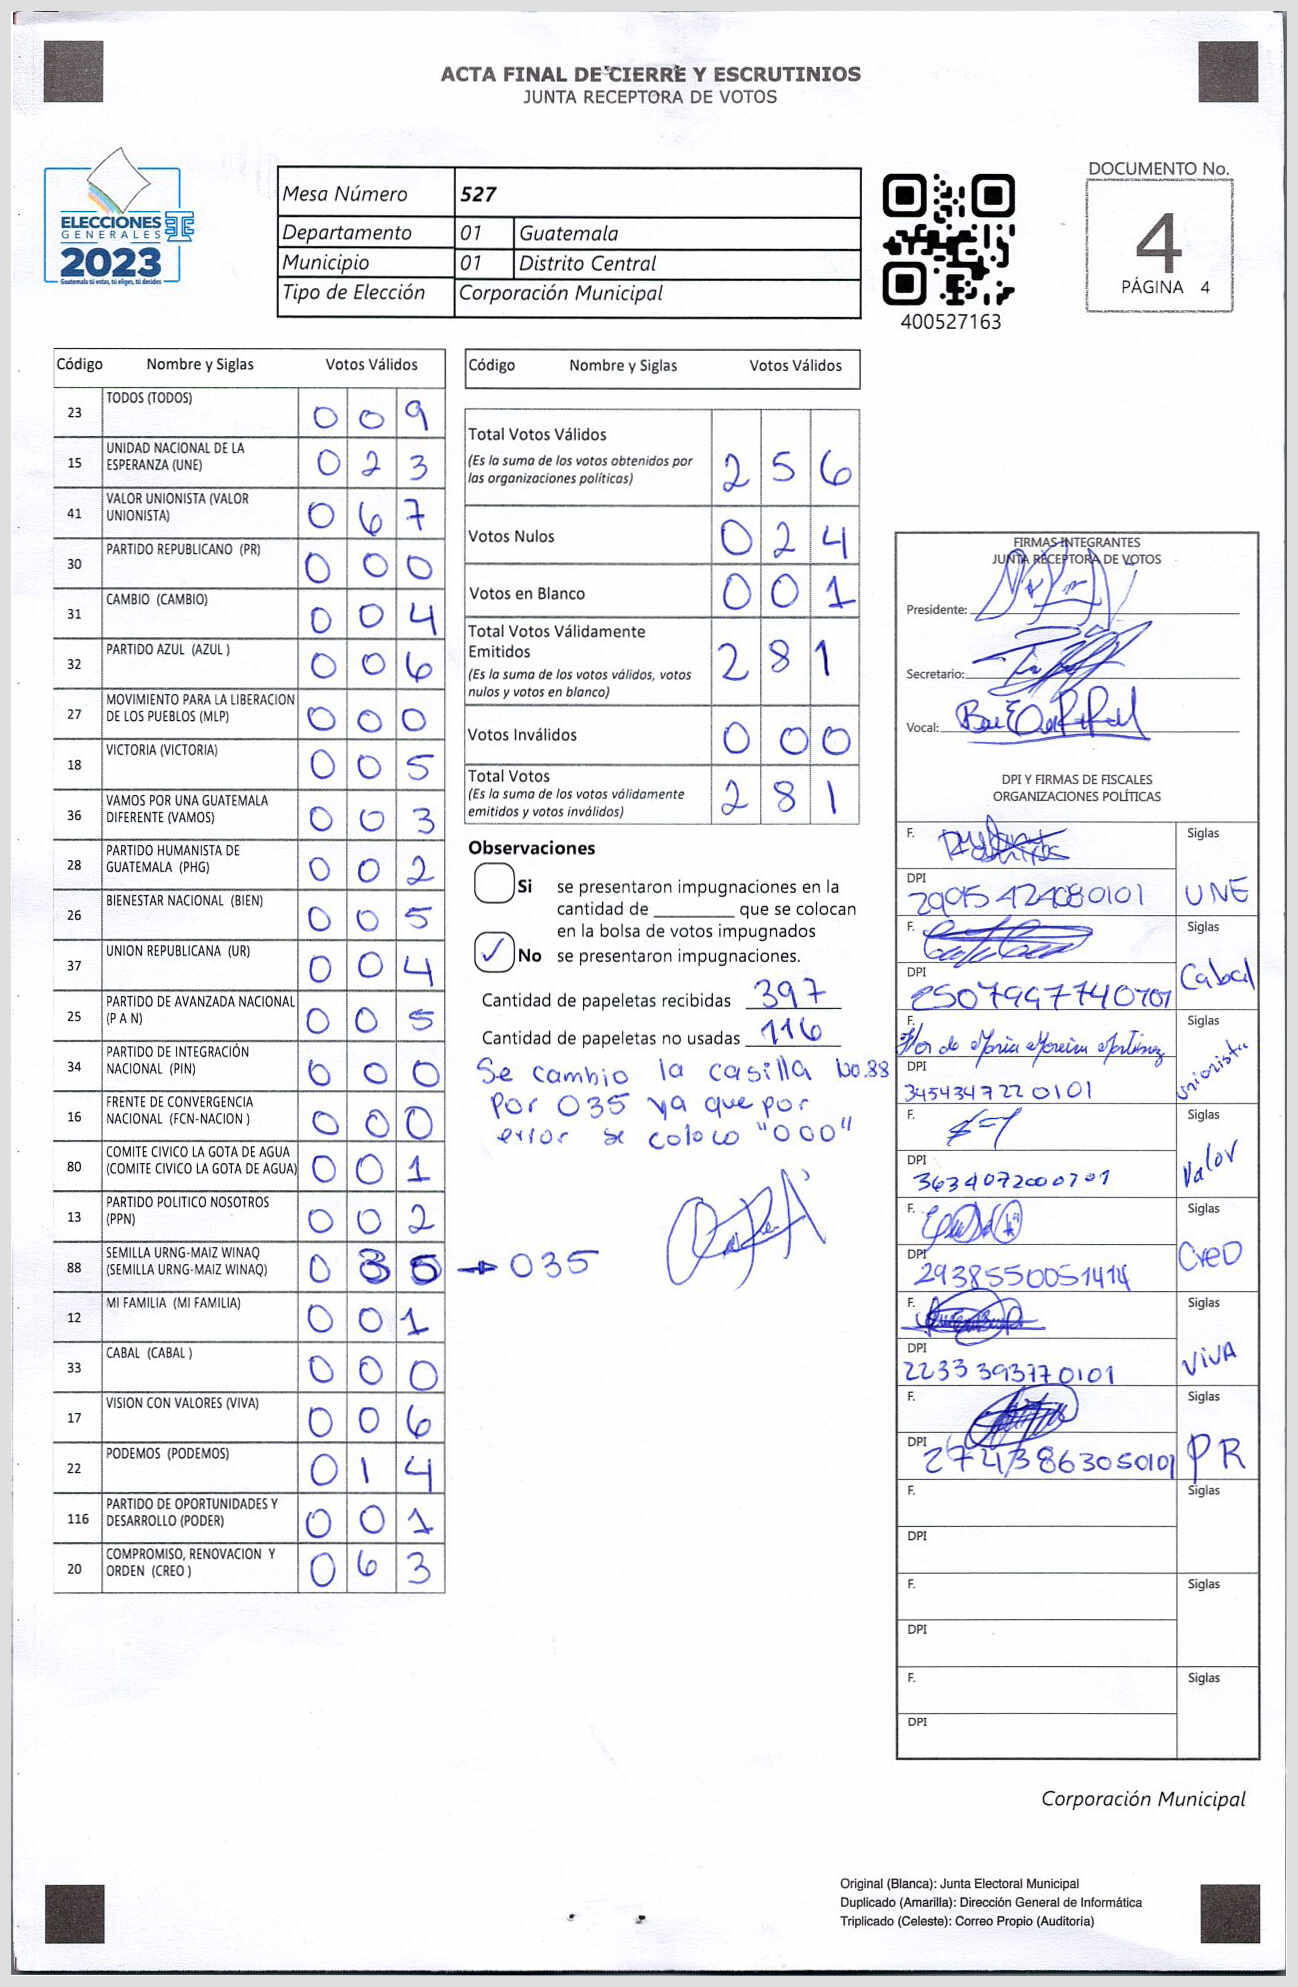 ACTA FINAL DE CIERRE Y ESCRUTINIOS
JUNTA RECEPTORA DE VOTOS
ELECCIONES
GENERALES
2023
Guatemala tú estas, tú eliges, tú decides
Mesa Número 527
Departamento 01 Guatemala
Municipio 01 Distrito Central
Tipo de Elección Corporación Municipal
400527163
DOCUMENTO No.
4
PÁGINA 4
Código Nombre y Siglas Votos Válidos
23 TODOS (TODOS) 0 0 9
15 UNIDAD NACIONAL DE LA ESPERANZA (UNE) 0 2 3
41 VALOR UNIONISTA (VALOR UNIONISTA) 0 6 7
30 PARTIDO REPUBLICANO (PR) 0 0 0
31 CAMBIO (CAMBIO) 0 0 4
32 PARTIDO AZUL (AZUL ) 0 0 6
27 MOVIMIENTO PARA LA LIBERACION DE LOS PUEBLOS (MLP) 0 0 0
18 VICTORIA (VICTORIA) 0 0 5
36 VAMOS POR UNA GUATEMALA DIFERENTE (VAMOS) 0 0 3
28 PARTIDO HUMANISTA DE GUATEMALA (PHG) 0 0 2
26 BIENESTAR NACIONAL (BIEN) 0 0 5
37 UNION REPUBLICANA (UR) 0 0 4
25 PARTIDO DE AVANZADA NACIONAL (P A N) 0 0 5
34 PARTIDO DE INTEGRACIÓN NACIONAL (PIN) 0 0 0
16 FRENTE DE CONVERGENCIA NACIONAL (FCN-NACION ) 0 0 0
80 COMITE CIVICO LA GOTA DE AGUA (COMITE CIVICO LA GOTA DE AGUA) 0 0 1
13 PARTIDO POLITICO NOSOTROS (PPN) 0 0 2
88 SEMILLA URNG-MAIZ WINAQ (SEMILLA URNG-MAIZ WINAQ) 0 3 5 → 035
12 MI FAMILIA (MI FAMILIA) 0 0 1
33 CABAL (CABAL ) 0 0 0
17 VISION CON VALORES (VIVA) 0 0 6
22 PODEMOS (PODEMOS) 0 1 4
116 PARTIDO DE OPORTUNIDADES Y DESARROLLO (PODER) 0 0 1
20 COMPROMISO, RENOVACION Y ORDEN (CREO ) 0 6 3
Código Nombre y Siglas Votos Válidos
Total Votos Válidos 2 5 6
(Es la suma de los votos obtenidos por
las organizaciones políticas)
Votos Nulos 0 2 4
Votos en Blanco 0 0 1
Total Votos Válidamente
Emitidos 2 8 1
(Es la suma de los votos válidos, votos
nulos y votos en blanco)
Votos Inválidos 0 0 0
Total Votos 2 8 1
(Es la suma de los votos válidamente
emitidos y votos inválidos)
Observaciones
Si se presentaron impugnaciones en la
cantidad de ________ que se colocan
en la bolsa de votos impugnados
✓ No se presentaron impugnaciones.
Cantidad de papeletas recibidas 397
Cantidad de papeletas no usadas 116
Se cambio la casilla No.88
Por 035 ya que por
error se coloco "000"
FIRMAS INTEGRANTES
JUNTA RECEPTORA DE VOTOS
Presidente:
Secretario:
Vocal:
DPI Y FIRMAS DE FISCALES
ORGANIZACIONES POLÍTICAS
F. Siglas
DPI UNE
F. Siglas
DPI Cabal
2507997740707
F. Flor de Maria Moreira Martinez Siglas
DPI Unionista
3454347220101
F. Siglas
DPI Valor
3634072000701
F. Siglas
DPI CreO
2938550051414
F. Siglas
DPI ViVA
2233393770101
F. Siglas
DPI PR
2743863050101
F. Siglas
DPI
F. Siglas
DPI
F. Siglas
DPI
Corporación Municipal
Original (Blanca): Junta Electoral Municipal
Duplicado (Amarilla): Dirección General de Informática
Triplicado (Celeste): Correo Propio (Auditoría)